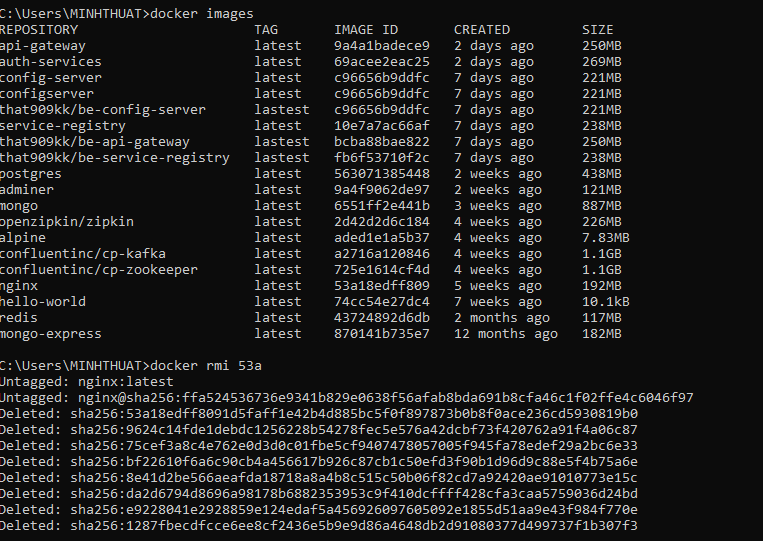 C:\Users\MINHTHUAT>docker images
REPOSITORY TAG IMAGE ID CREATED SIZE
api-gateway latest 9a4a1badece9 2 days ago 250MB
auth-services latest 69acee2eac25 2 days ago 269MB
config-server latest c96656b9ddfc 7 days ago 221MB
configserver latest c96656b9ddfc 7 days ago 221MB
that909kk/be-config-server lastest c96656b9ddfc 7 days ago 221MB
service-registry latest 10e7a7ac66af 7 days ago 238MB
that909kk/be-api-gateway latest bcba88bae822 7 days ago 250MB
that909kk/be-service-registry latest fb6f53710f2c 7 days ago 238MB
postgres latest 563071385448 2 weeks ago 438MB
adminer latest 9a4f9062de97 2 weeks ago 121MB
mongo latest 6551ff2e441b 3 weeks ago 887MB
openzipkin/zipkin latest 2d42d2d6c184 4 weeks ago 226MB
alpine latest aded1e1a5b37 4 weeks ago 7.83MB
confluentinc/cp-kafka latest a2716a120846 4 weeks ago 1.1GB
confluentinc/cp-zookeeper latest 725e1614cf4d 4 weeks ago 1.1GB
nginx latest 53a18edff809 5 weeks ago 192MB
hello-world latest 74cc54e27dc4 7 weeks ago 10.1kB
redis latest 43724892d6db 2 months ago 117MB
mongo-express latest 870141b735e7 12 months ago 182MB
C:\Users\MINHTHUAT>docker rmi 53a
Untagged: nginx:latest
Untagged: nginx@sha256:ffa524536736e9341b829e0638f56afab8bda691b8cfa46c1f02ffe4c6046f97
Deleted: sha256:53a18edff8091d5faff1e42b4d885bc5f0f897873b0b8f0ace236cd5930819b0
Deleted: sha256:9624c14fde1debdc1256228b54278fec5e576a42dcbf73f420762a91f4a06c87
Deleted: sha256:75cef3a8c4e762e0d3d0c01fbe5cf9407478057005f945fa78edef29a2bc6e33
Deleted: sha256:bf22610f6a6c90cb4a456617b926c87cb1c50efd3f90b1d96d9c88e5f4b75a6e
Deleted: sha256:8e41d2be566aeafda18718a8a4b8c515c50b06f82cd7a92420ae91010773e15c
Deleted: sha256:da2d6794d8696a98178b6882353953c9f410dcffff428cfa3caa5759036d24bd
Deleted: sha256:e9228041e2928859e124edaf5a456926097605092e1855d51aa9e43f984f770e
Deleted: sha256:1287fbecdfcce6ee8cf2436e5b9e9d86a4648db2d91080377d499737f1b307f3